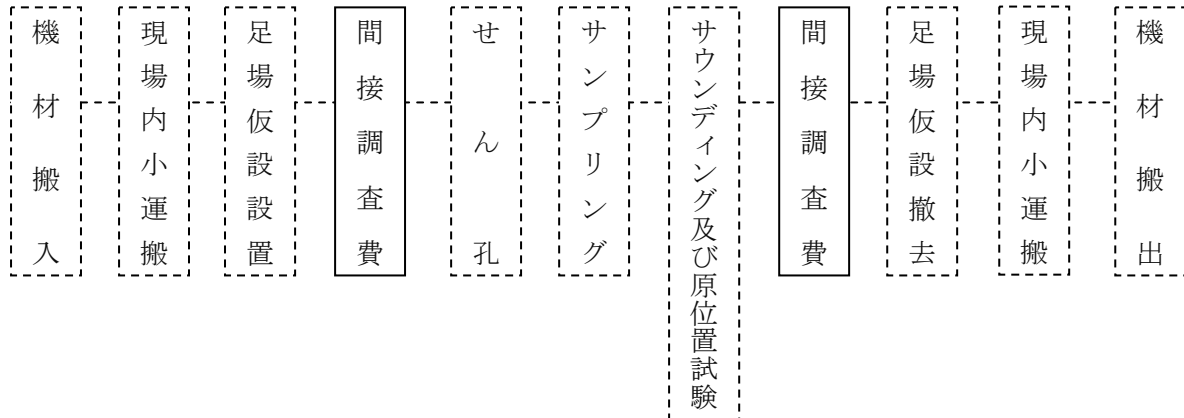 機材搬入
現場内小運搬
足場仮設設置
間接調査費
せん孔
サンプリング
サウンディング及び原位置試験
間接調査費
足場仮設撤去
現場内小運搬
機材搬出